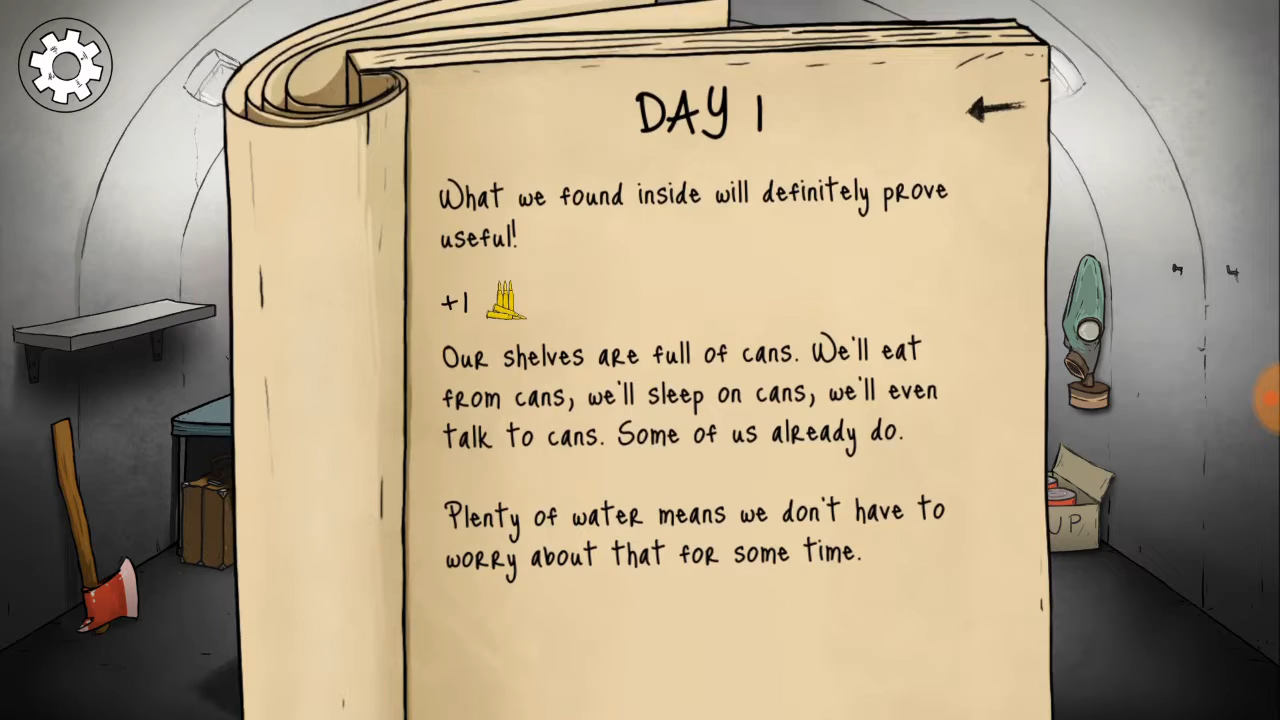 DAY 1
What we found inside will definitely prove
useful!
+1
Our shelves are full of cans. We'll eat
from cans, we'll sleep on cans, we'll even
talk to cans. Some of us already do.
Plenty of water means we don't have to
worry about that for some time.
UP